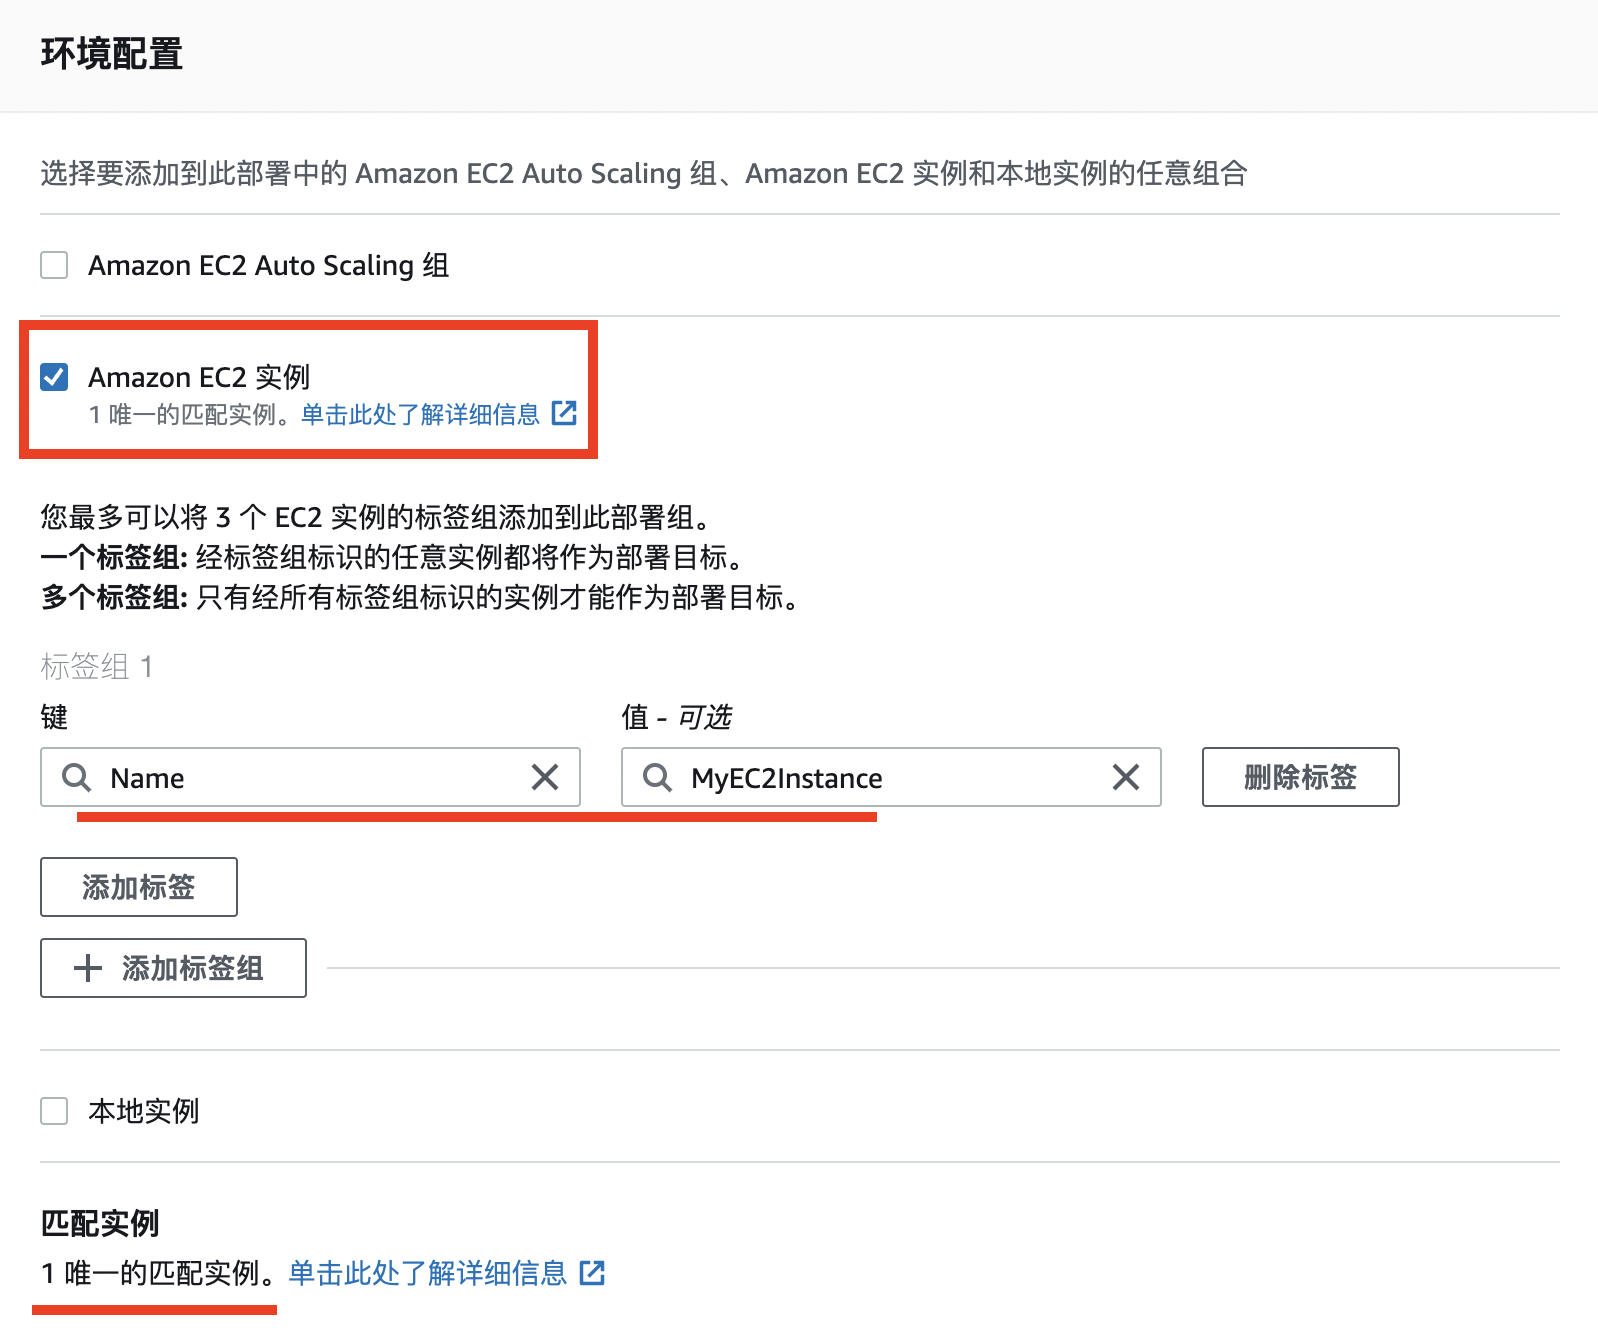 环境配置
选择要添加到此部署中的 Amazon EC2 Auto Scaling 组、Amazon EC2 实例和本地实例的任意组合
Amazon EC2 Auto Scaling 组
Amazon EC2 实例
1 唯一的匹配实例。单击此处了解详细信息
您最多可以将 3 个 EC2 实例的标签组添加到此部署组。
一个标签组: 经标签组标识的任意实例都将作为部署目标。
多个标签组: 只有经所有标签组标识的实例才能作为部署目标。
标签组 1
键 值 - 可选
Name MyEC2Instance 删除标签
添加标签
添加标签组
本地实例
匹配实例
1 唯一的匹配实例。单击此处了解详细信息